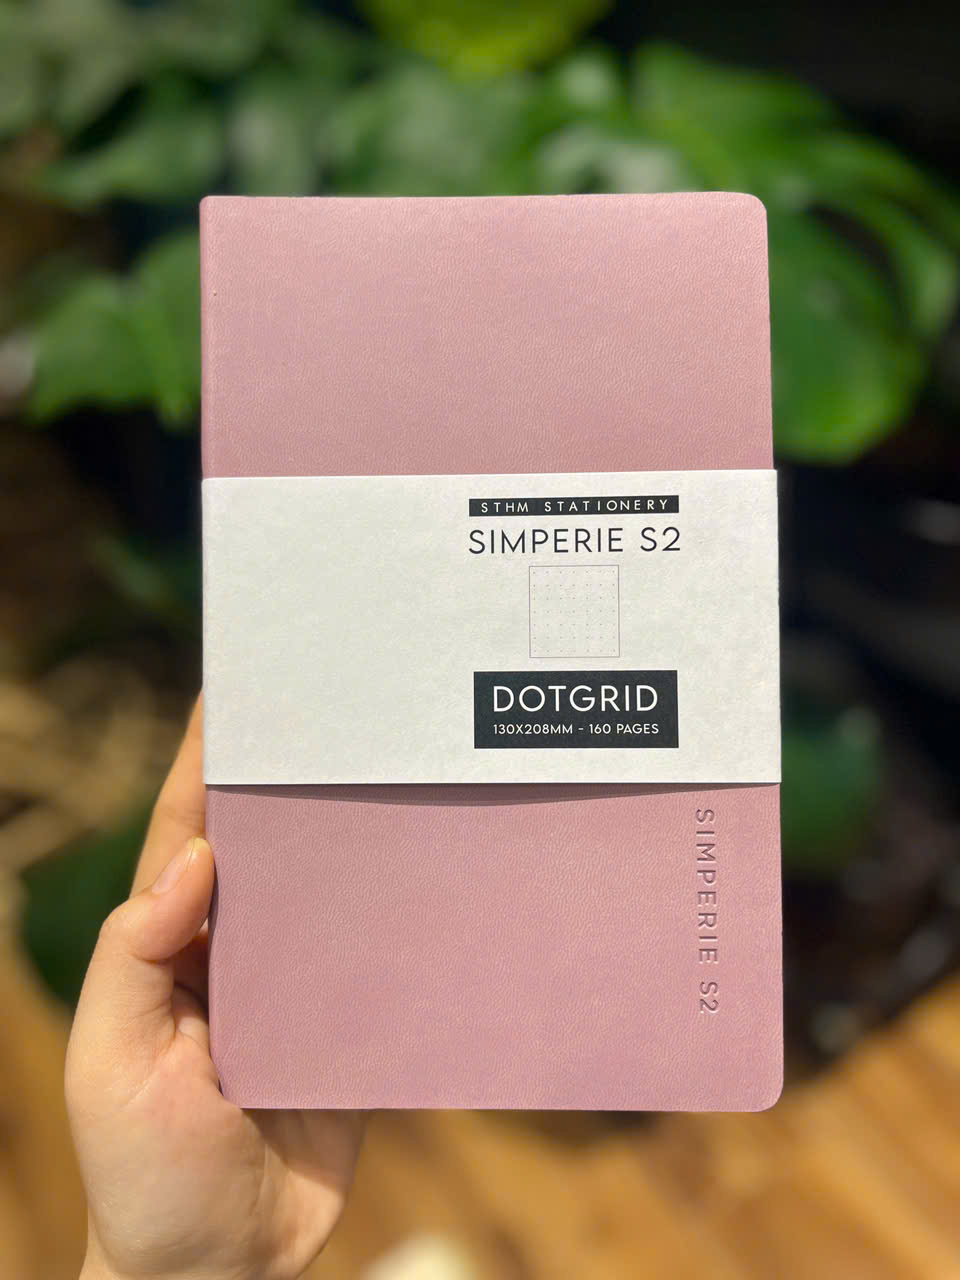 STHM STATIONERY
SIMPERIE S2
DOTGRID
130X208MM - 160 PAGES
SIMPERIE S2